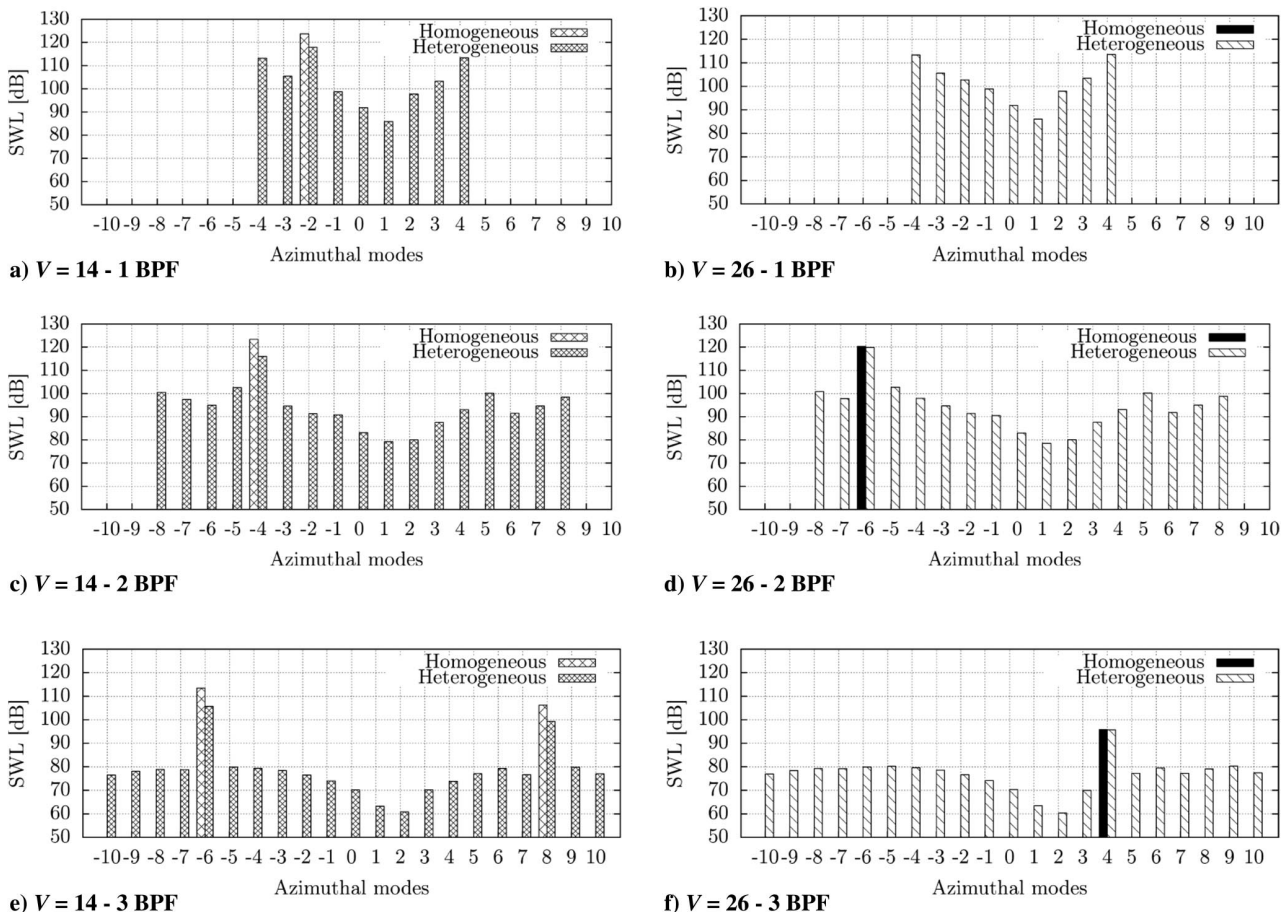 130
120
110
100
90
80
70
60
50
SWL [dB]
Homogeneous
Heterogeneous
-10 -9 -8 -7 -6 -5 -4 -3 -2 -1 0 1 2 3 4 5 6 7 8 9 10
Azimuthal modes
a) V = 14 - 1 BPF
130
120
110
100
90
80
70
60
50
SWL [dB]
Homogeneous
Heterogeneous
-10 -9 -8 -7 -6 -5 -4 -3 -2 -1 0 1 2 3 4 5 6 7 8 9 10
Azimuthal modes
b) V = 26 - 1 BPF
130
120
110
100
90
80
70
60
50
SWL [dB]
Homogeneous
Heterogeneous
-10 -9 -8 -7 -6 -5 -4 -3 -2 -1 0 1 2 3 4 5 6 7 8 9 10
Azimuthal modes
c) V = 14 - 2 BPF
130
120
110
100
90
80
70
60
50
SWL [dB]
Homogeneous
Heterogeneous
-10 -9 -8 -7 -6 -5 -4 -3 -2 -1 0 1 2 3 4 5 6 7 8 9 10
Azimuthal modes
d) V = 26 - 2 BPF
130
120
110
100
90
80
70
60
50
SWL [dB]
Homogeneous
Heterogeneous
-10 -9 -8 -7 -6 -5 -4 -3 -2 -1 0 1 2 3 4 5 6 7 8 9 10
Azimuthal modes
e) V = 14 - 3 BPF
130
120
110
100
90
80
70
60
50
SWL [dB]
Homogeneous
Heterogeneous
-10 -9 -8 -7 -6 -5 -4 -3 -2 -1 0 1 2 3 4 5 6 7 8 9 10
Azimuthal modes
f) V = 26 - 3 BPF